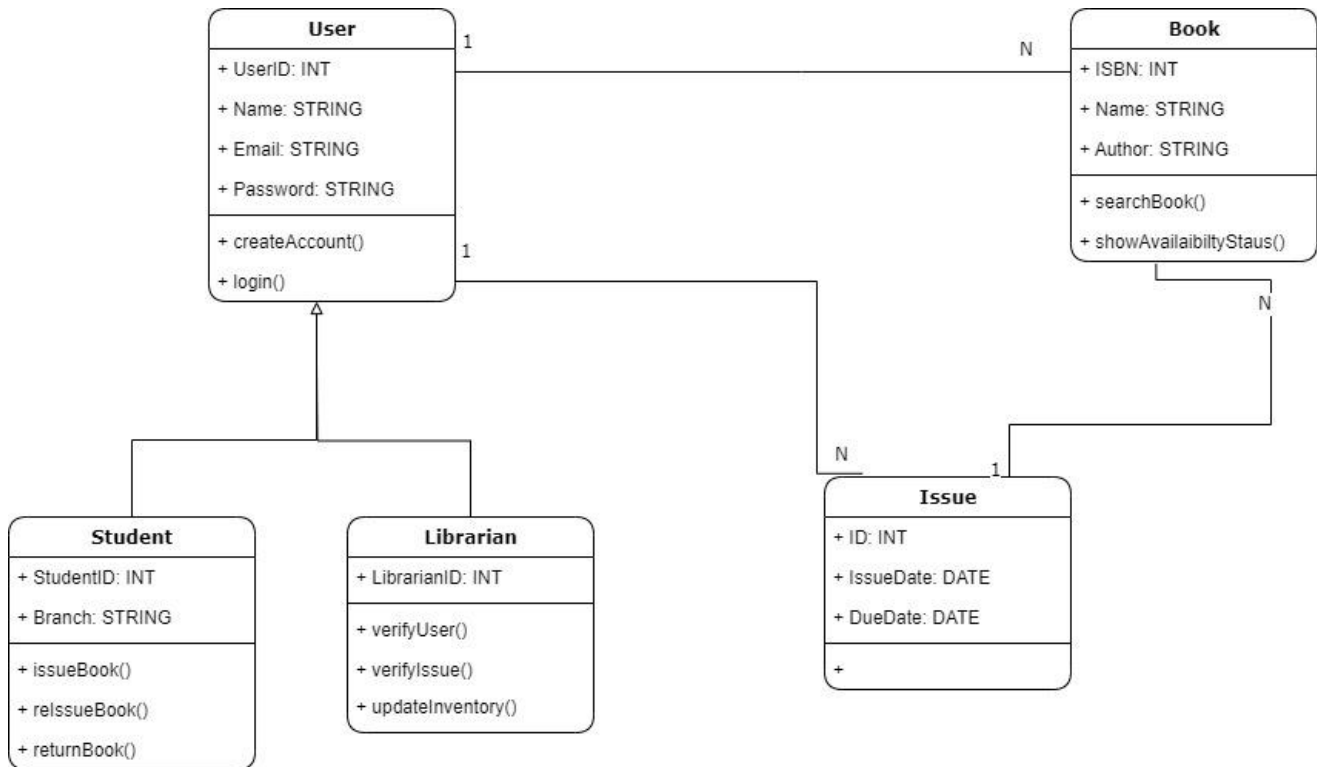 User
+ UserID: INT
+ Name: STRING
+ Email: STRING
+ Password: STRING
+ createAccount()
+ login()
1
N
1
N
Book
+ ISBN: INT
+ Name: STRING
+ Author: STRING
+ searchBook()
+ showAvailaibiltyStaus()
N
1
Student
+ StudentID: INT
+ Branch: STRING
+ issueBook()
+ reIssueBook()
+ returnBook()
Librarian
+ LibrarianID: INT
+ verifyUser()
+ verifyIssue()
+ updateInventory()
Issue
+ ID: INT
+ IssueDate: DATE
+ DueDate: DATE
+